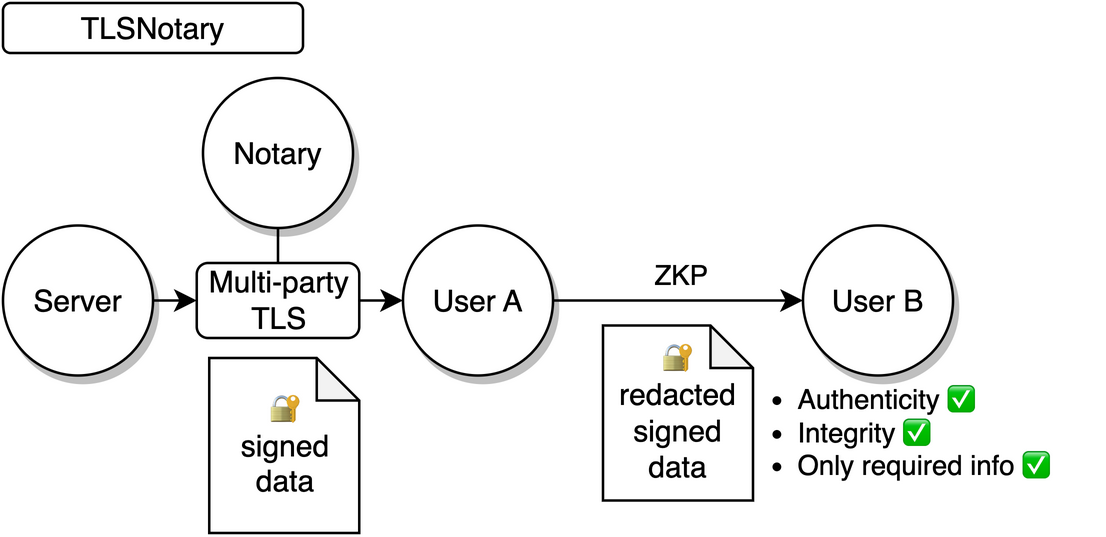 TLSNotary
Notary
Server
Multi-party
TLS
User A
ZKP
User B
🔐
signed
data
🔐
redacted
signed
data
• Authenticity ✅
• Integrity ✅
• Only required info ✅